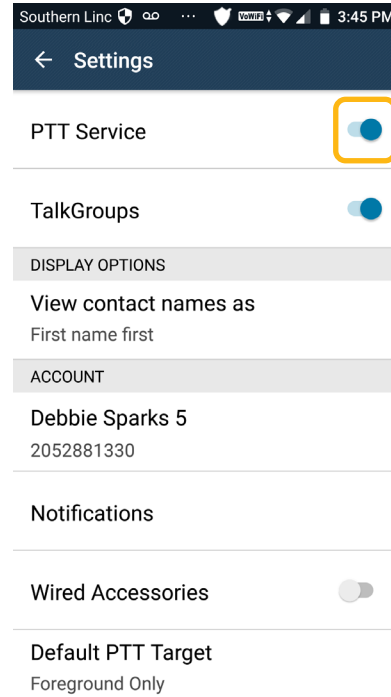 Southern Linc VoWiFi 3:45 PM
Settings
PTT Service
TalkGroups
DISPLAY OPTIONS
View contact names as
First name first
ACCOUNT
Debbie Sparks 5
2052881330
Notifications
Wired Accessories
Default PTT Target
Foreground Only